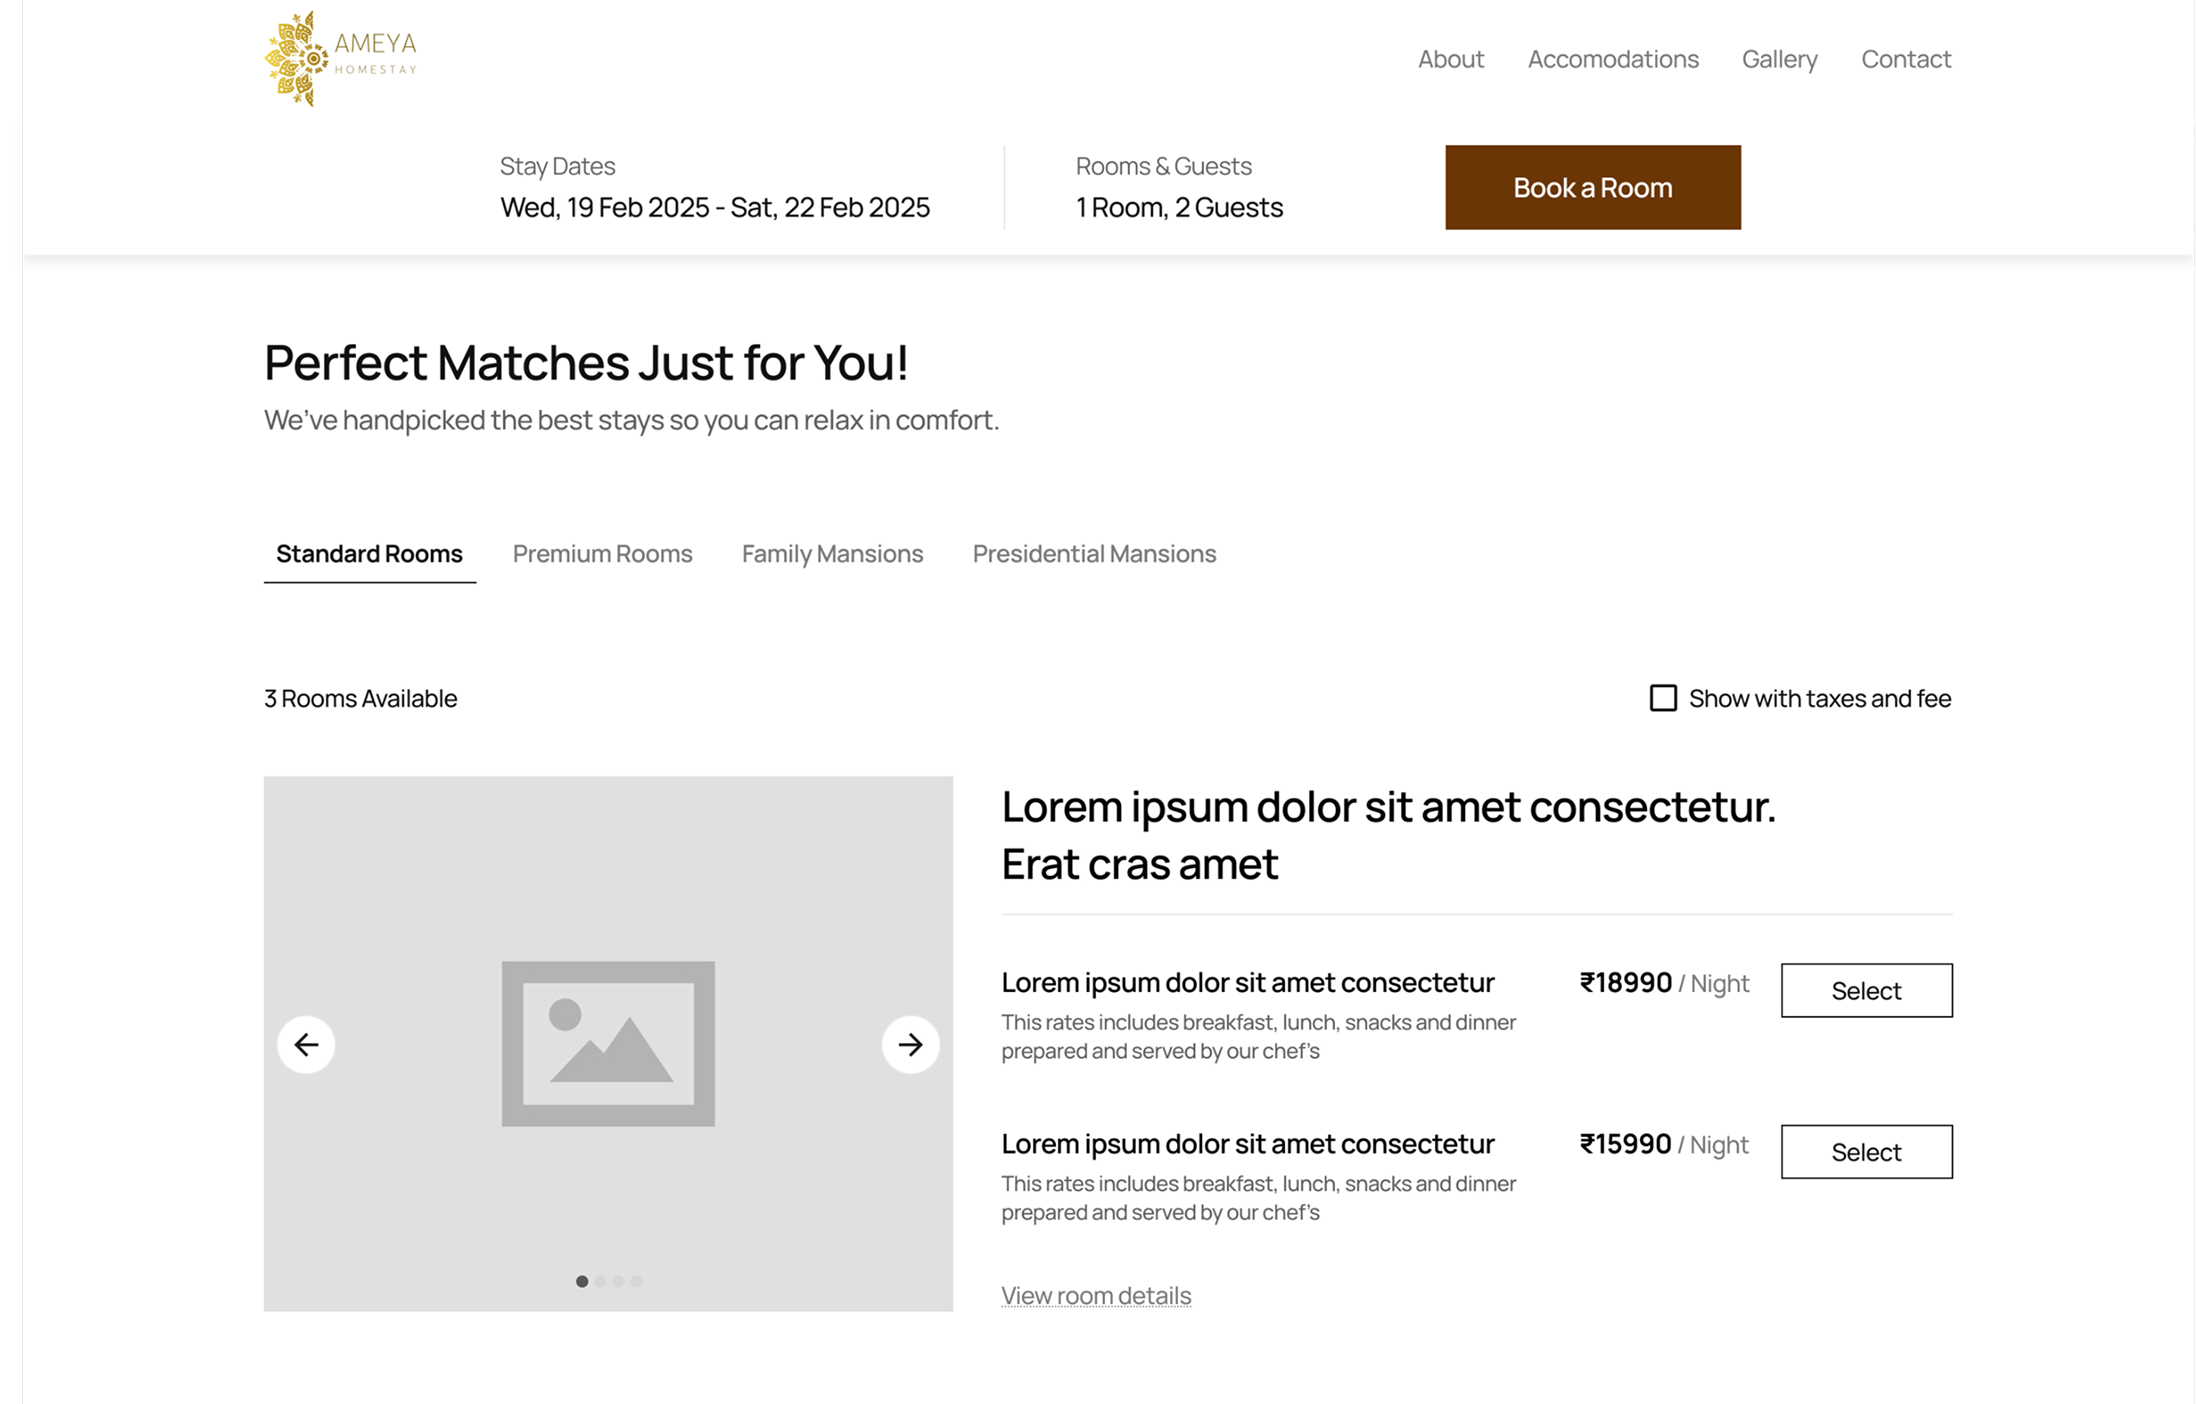 AMEYA
HOMESTAY
About
Accomodations
Gallery
Contact
Stay Dates
Wed, 19 Feb 2025 - Sat, 22 Feb 2025
Rooms & Guests
1 Room, 2 Guests
Book a Room
Perfect Matches Just for You!
We’ve handpicked the best stays so you can relax in comfort.
Standard Rooms
Premium Rooms
Family Mansions
Presidential Mansions
3 Rooms Available
Show with taxes and fee
Lorem ipsum dolor sit amet consectetur.
Erat cras amet
Lorem ipsum dolor sit amet consectetur
₹18990 / Night
Select
This rates includes breakfast, lunch, snacks and dinner
prepared and served by our chef’s
Lorem ipsum dolor sit amet consectetur
₹15990 / Night
Select
This rates includes breakfast, lunch, snacks and dinner
prepared and served by our chef’s
View room details